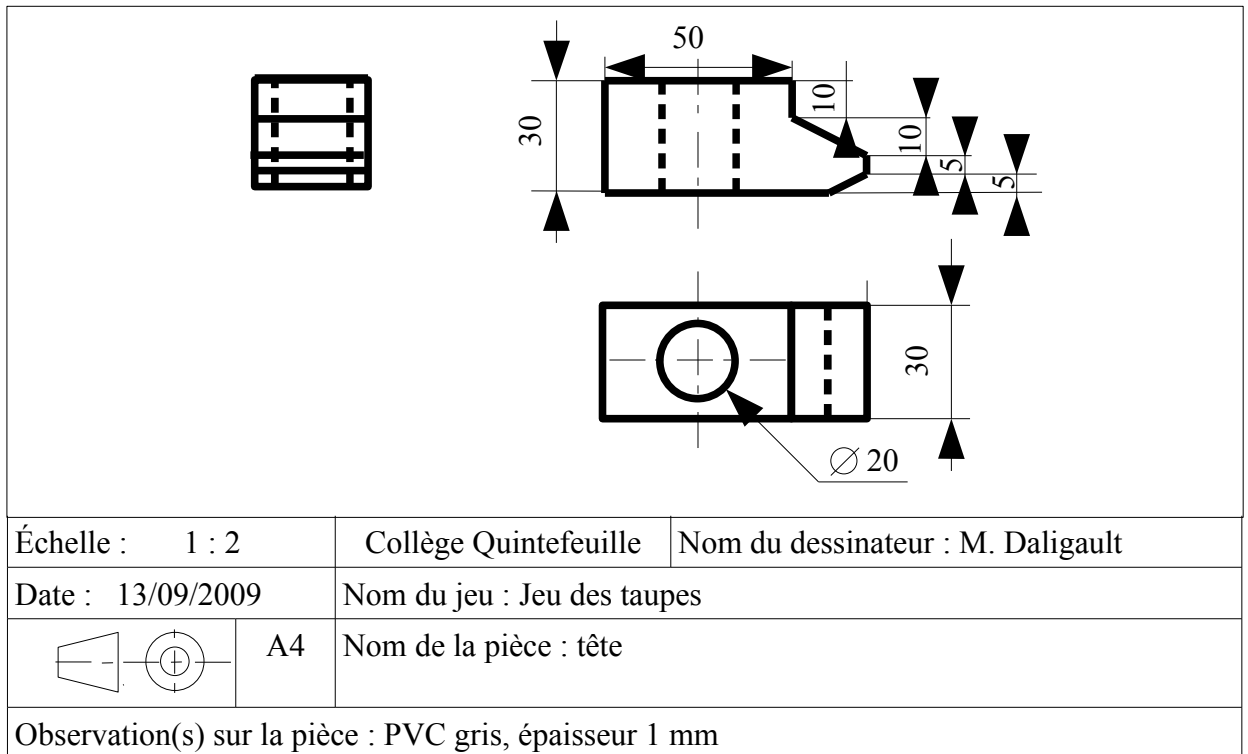 50
30
10
10
5
5
30
∅ 20
Échelle : 1 : 2
Collège Quintefeuille
Nom du dessinateur : M. Daligault
Date : 13/09/2009
Nom du jeu : Jeu des taupes
A4
Nom de la pièce : tête
Observation(s) sur la pièce : PVC gris, épaisseur 1 mm